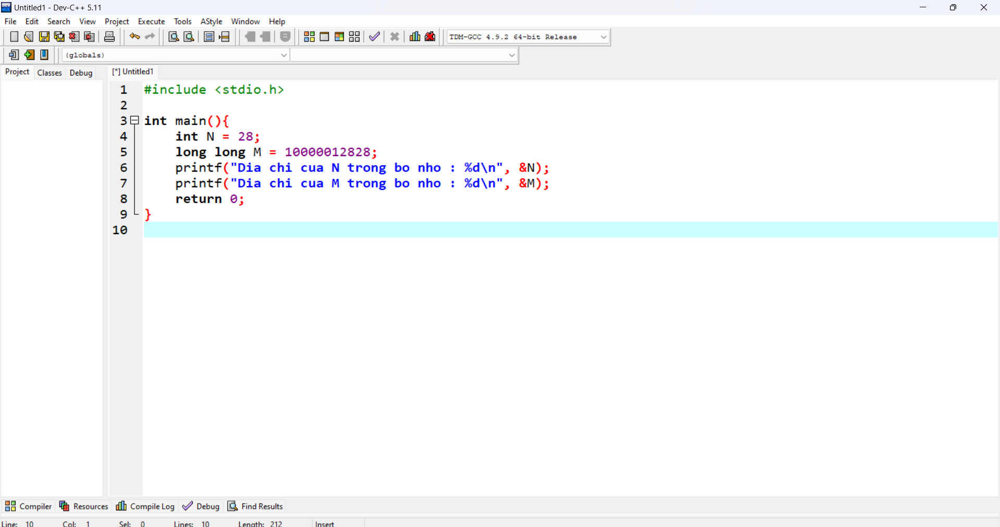 Untitled1 - Dev-C++ 5.11
File Edit Search View Project Execute Tools AStyle Window Help
TDM-GCC 4.9.2 64-bit Release
(globals)
Project Classes Debug [*] Untitled1
1 #include <stdio.h>
2
3 int main(){
4 int N = 28;
5 long long M = 10000012828;
6 printf("Dia chi cua N trong bo nho : %d\n", &N);
7 printf("Dia chi cua M trong bo nho : %d\n", &M);
8 return 0;
9 }
10
Compiler Resources Compile Log Debug Find Results
Line: 10 Col: 1 Sel: 0 Lines: 10 Length: 212 Insert